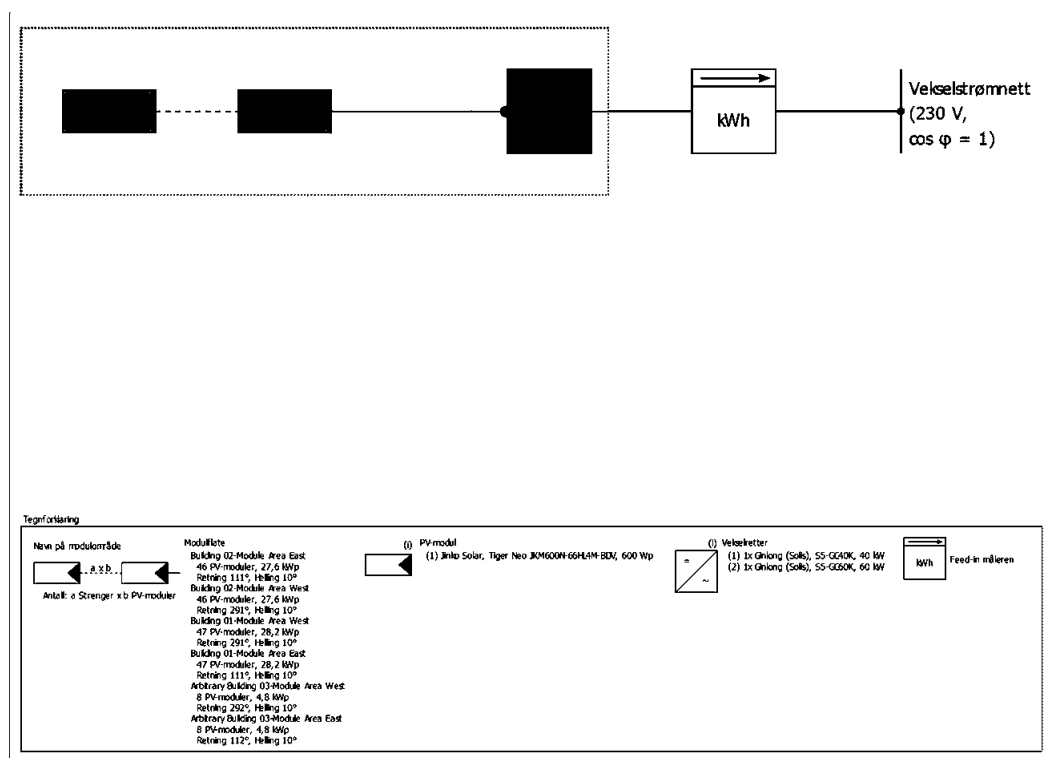 Vekselstrømnett
(230 V,
cos φ = 1)
kWh
Tegnforklaring
Navn på modulområde
a x b
Antall: a Strenger x b PV-moduler
Modulflate
Building 02-Module Area East
46 PV-moduler, 27,6 kWp
Retning 111°, Helling 10°
Building 02-Module Area West
46 PV-moduler, 27,6 kWp
Retning 291°, Helling 10°
Building 01-Module Area West
47 PV-moduler, 28,2 kWp
Retning 291°, Helling 10°
Building 01-Module Area East
47 PV-moduler, 28,2 kWp
Retning 111°, Helling 10°
Arbitrary Building 03-Module Area West
8 PV-moduler, 4,8 kWp
Retning 292°, Helling 10°
Arbitrary Building 03-Module Area East
8 PV-moduler, 4,8 kWp
Retning 112°, Helling 10°
(i) PV-modul
(1) Jinko Solar, Tiger Neo JKM600N-66HL4M-BDV, 600 Wp
(i) Vekselretter
(1) 1x Ginlong (Solis), S5-GC40K, 40 kW
(2) 1x Ginlong (Solis), S5-GC60K, 60 kW
= ~
kWh
Feed-in måleren